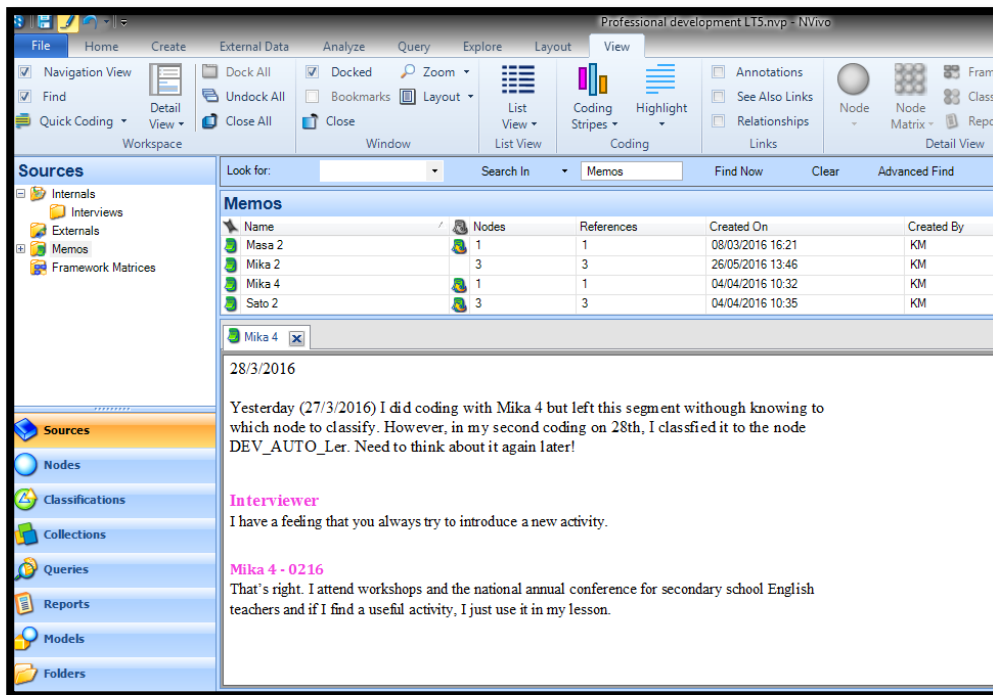 Professional development LT5.nvp - NVivo
File Home Create External Data Analyze Query Explore Layout View
Navigation View
Find
Quick Coding
Detail View
Workspace
Dock All
Undock All
Close All
Docked
Bookmarks
Close
Zoom
Layout
Window
List View
List View
Coding Stripes
Highlight
Coding
Annotations
See Also Links
Relationships
Links
Node
Node Matrix
Fram
Class
Repo
Detail View
Sources
Internals
Interviews
Externals
Memos
Framework Matrices
Look for: Search In Memos Find Now Clear Advanced Find
Memos
Name Nodes References Created On Created By
Masa 2 1 1 08/03/2016 16:21 KM
Mika 2 3 3 26/05/2016 13:46 KM
Mika 4 1 1 04/04/2016 10:32 KM
Sato 2 3 3 04/04/2016 10:35 KM
Mika 4
28/3/2016
Yesterday (27/3/2016) I did coding with Mika 4 but left this segment withough knowing to
which node to classify. However, in my second coding on 28th, I classfied it to the node
DEV_AUTO_Ler. Need to think about it again later!
Interviewer
I have a feeling that you always try to introduce a new activity.
Mika 4 - 0216
That's right. I attend workshops and the national annual conference for secondary school English
teachers and if I find a useful activity, I just use it in my lesson.
Sources
Nodes
Classifications
Collections
Queries
Reports
Models
Folders